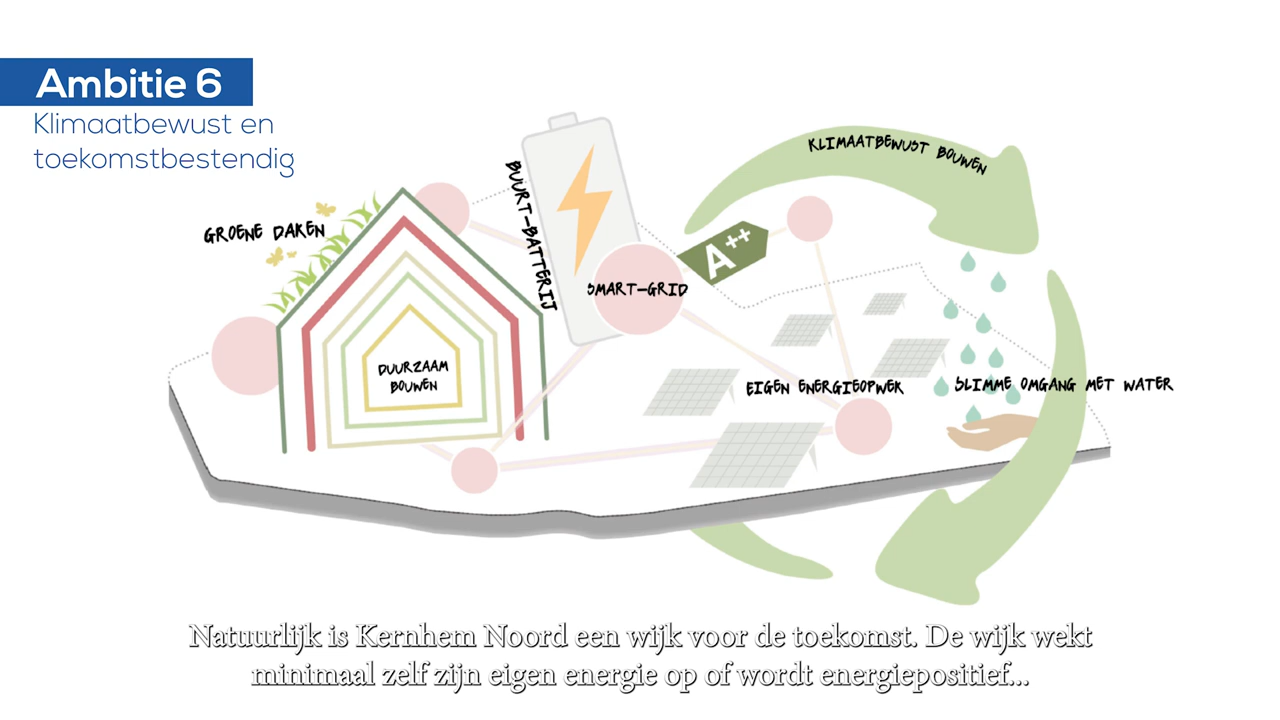 Ambitie 6
Klimaatbewust en
toekomstbestendig
KLIMAATBEWUST BOUWEN
GROENE DAKEN
BUURT-BATTERIJ
A++
SMART-GRID
DUURZAAM
BOUWEN
EIGEN ENERGIEOPWEK
SLIMME OMGANG MET WATER
Natuurlijk is Kernhem Noord een wijk voor de toekomst. De wijk wekt
minimaal zelf zijn eigen energie op of wordt energiepositief...